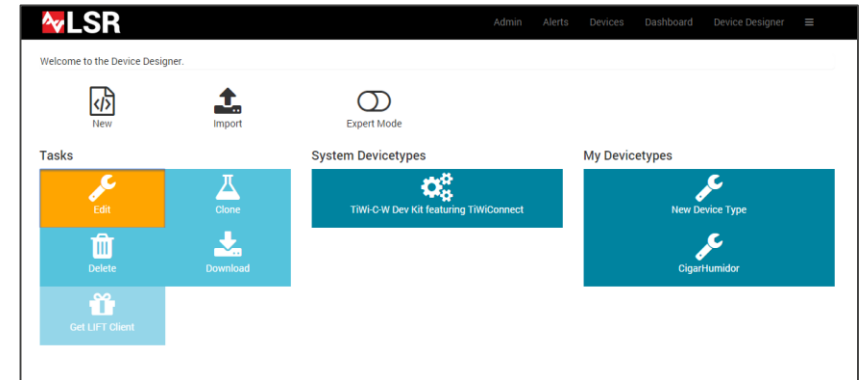 LSR
Admin Alerts Devices Dashboard Device Designer
Welcome to the Device Designer.
New Import Expert Mode
Tasks System Devicetypes My Devicetypes
Edit Clone TiWi-C-W Dev Kit featuring TiWiConnect New Device Type
Delete Download CigarHumidor
Get LIFT Client